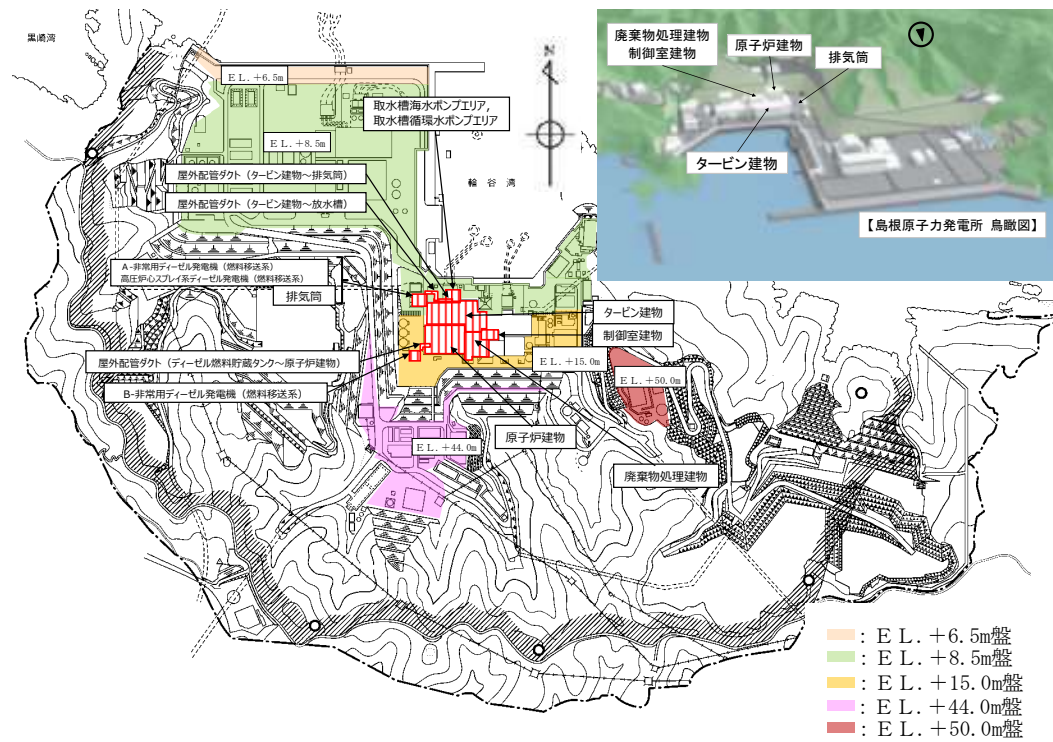 黒崎湾
EL.+6.5m
N
取水槽海水ポンプエリア,
取水槽循環水ポンプエリア
EL.+8.5m
屋外配管ダクト（タービン建物～排気筒）
輪谷湾
屋外配管ダクト（タービン建物～放水槽）
A-非常用ディーゼル発電機（燃料移送系）
高圧炉心スプレイ系ディーゼル発電機（燃料移送系）
排気筒
タービン建物
制御室建物
屋外配管ダクト（ディーゼル燃料貯蔵タンク～原子炉建物）
EL.+15.0m
EL.+50.0m
B-非常用ディーゼル発電機（燃料移送系）
原子炉建物
EL.+44.0m
廃棄物処理建物
廃棄物処理建物
制御室建物
原子炉建物
排気筒
タービン建物
【島根原子力発電所 鳥瞰図】
：EL.+6.5m盤
：EL.+8.5m盤
：EL.+15.0m盤
：EL.+44.0m盤
：EL.+50.0m盤